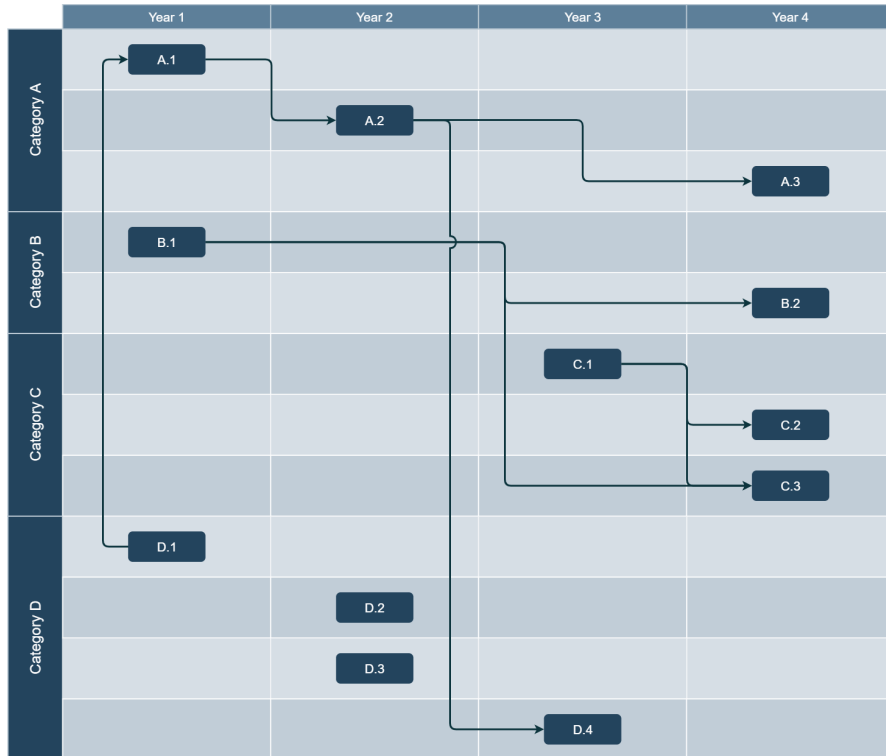 Year 1
Year 2
Year 3
Year 4
Category A
A.1
A.2
A.3
Category B
B.1
B.2
Category C
C.1
C.2
C.3
Category D
D.1
D.2
D.3
D.4